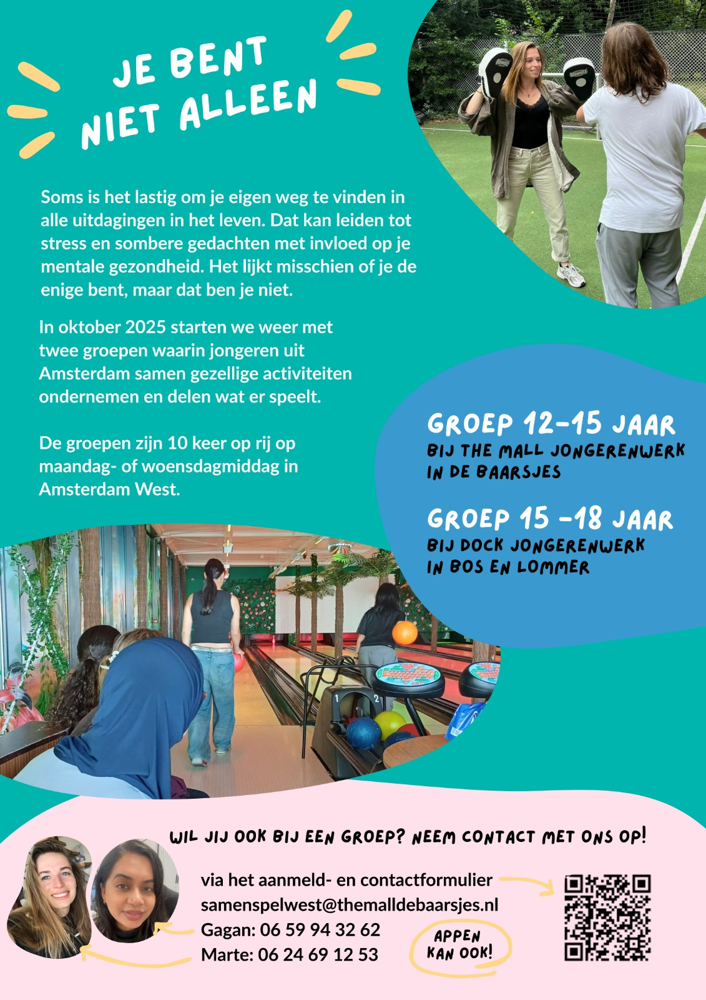 JE BENT
NIET ALLEEN
Soms is het lastig om je eigen weg te vinden in
alle uitdagingen in het leven. Dat kan leiden tot
stress en sombere gedachten met invloed op je
mentale gezondheid. Het lijkt misschien of je de
enige bent, maar dat ben je niet.
In oktober 2025 starten we weer met
twee groepen waarin jongeren uit
Amsterdam samen gezellige activiteiten
ondernemen en delen wat er speelt.
De groepen zijn 10 keer op rij op
maandag- of woensdagmiddag in
Amsterdam West.
GROEP 12-15 JAAR
BIJ THE MALL JONGERENWERK
IN DE BAARSJES
GROEP 15 -18 JAAR
BIJ DOCK JONGERENWERK
IN BOS EN LOMMER
1 2
WIL JIJ OOK BIJ EEN GROEP? NEEM CONTACT MET ONS OP!
via het aanmeld- en contactformulier
samenspelwest@themalldebaarsjes.nl
Gagan: 06 59 94 32 62
Marte: 06 24 69 12 53
APPEN
KAN OOK!